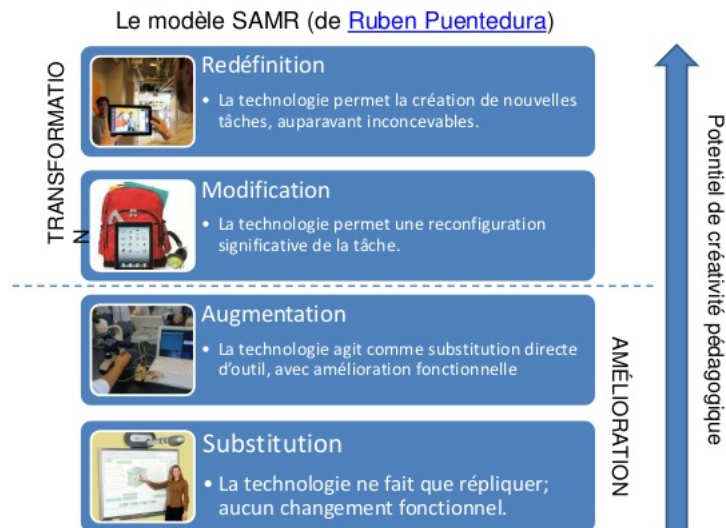 Le modèle SAMR (de Ruben Puentedura)
TRANSFORMATIO
N
Redéfinition
• La technologie permet la création de nouvelles
tâches, auparavant inconcevables.
Modification
• La technologie permet une reconfiguration
significative de la tâche.
Augmentation
• La technologie agit comme substitution directe
d'outil, avec amélioration fonctionnelle
Substitution
• La technologie ne fait que répliquer;
aucun changement fonctionnel.
AMÉLIORATION
Potentiel de créativité pédagogique